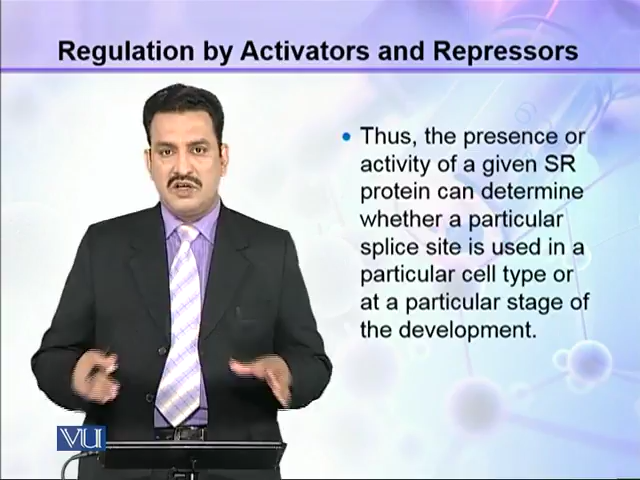 Regulation by Activators and Repressors
• Thus, the presence or
activity of a given SR
protein can determine
whether a particular
splice site is used in a
particular cell type or
at a particular stage of
the development.
VU